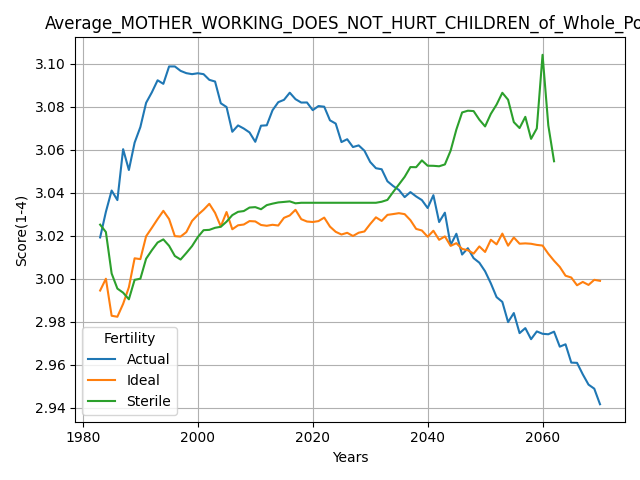 Average_MOTHER_WORKING_DOES_NOT_HURT_CHILDREN_of_Whole_Po
3.10
3.08
3.06
3.04
3.02
3.00
2.98
2.96
2.94
Score(1-4)
Fertility
Actual
Ideal
Sterile
1980
2000
2020
2040
2060
Years